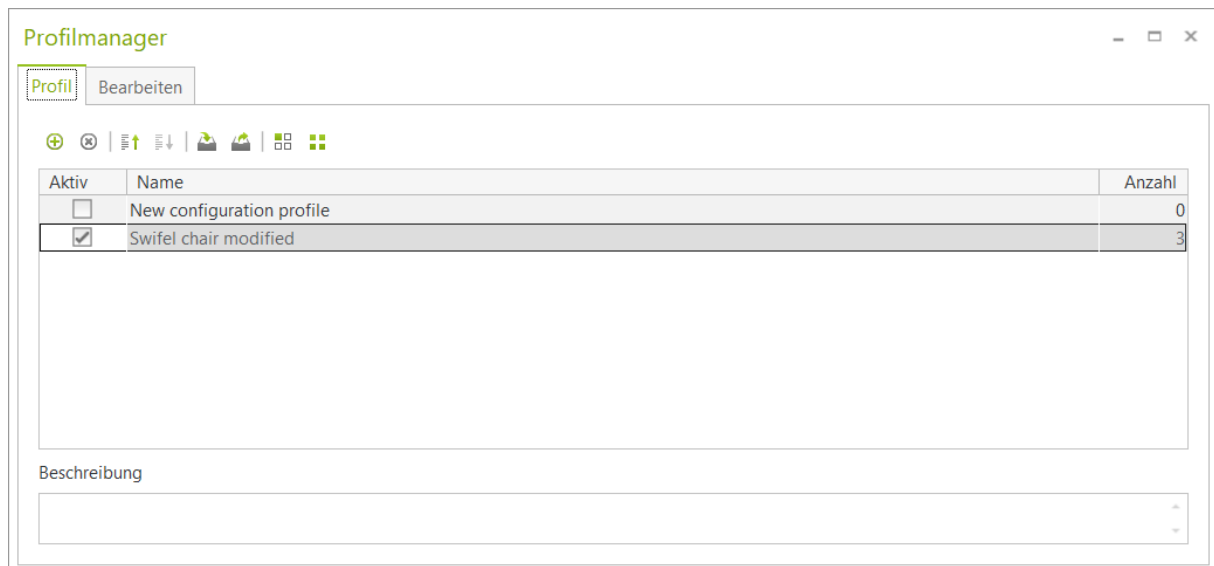 Profilmanager
Profil Bearbeiten
Aktiv Name Anzahl
New configuration profile 0
Swifel chair modified 3
Beschreibung